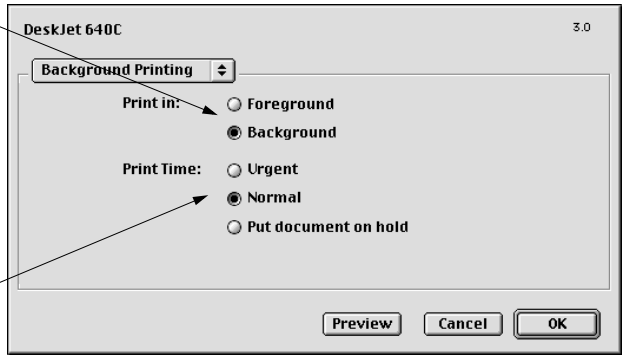 DeskJet 640C 3.0
Background Printing
Print in: Foreground
Background
Print Time: Urgent
Normal
Put document on hold
Preview Cancel OK